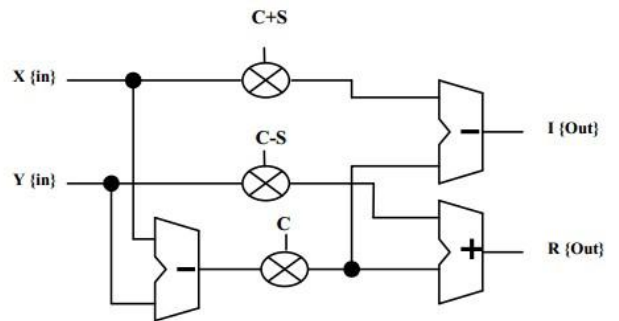 C+S
X {in}
I {Out}
C-S
Y {in}
C
R {Out}